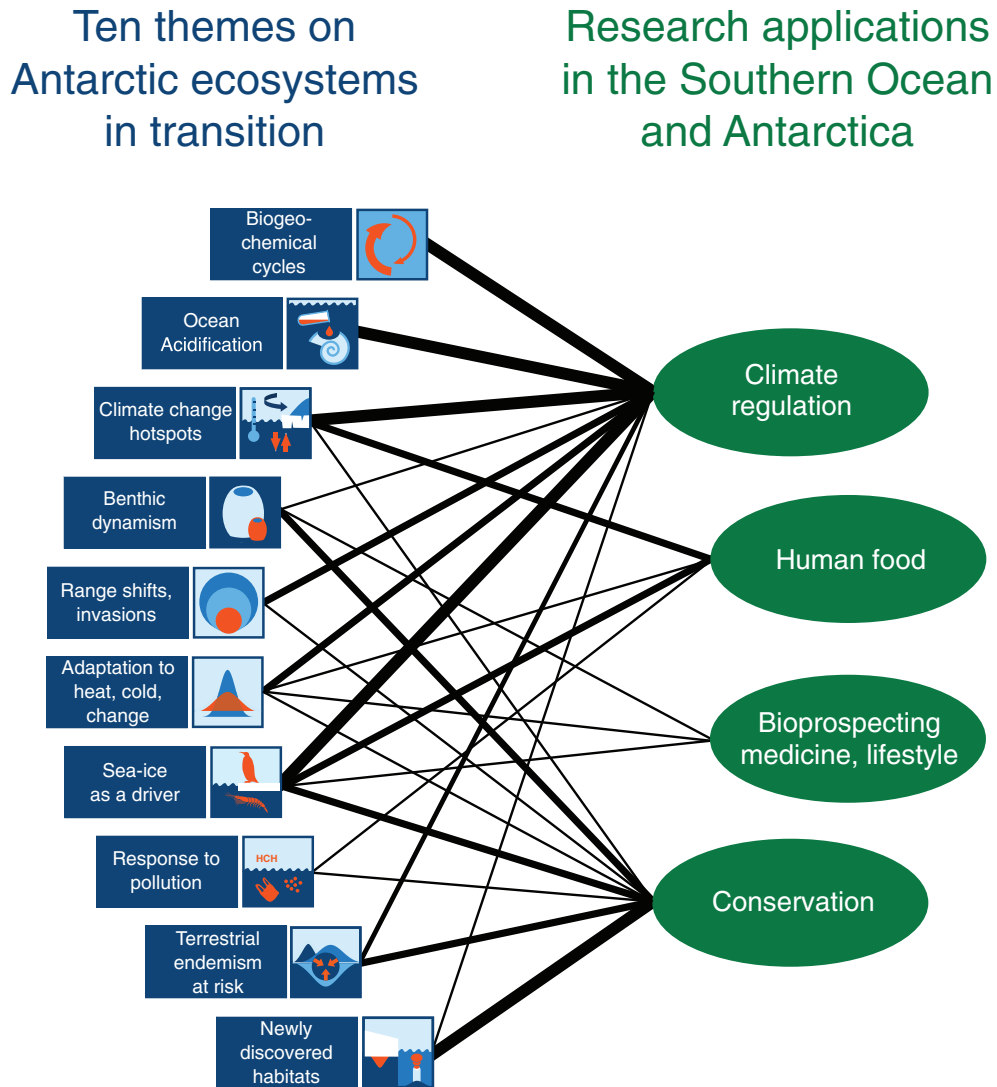 Ten themes on
Antarctic ecosystems
in transition
Research applications
in the Southern Ocean
and Antarctica
Biogeo-
chemical
cycles
Ocean
Acidification
Climate change
hotspots
Benthic
dynamism
Range shifts,
invasions
Adaptation to
heat, cold,
change
Sea-ice
as a driver
Response to
pollution
HCH
Terrestrial
endemism
at risk
Newly
discovered
habitats
Climate
regulation
Human food
Bioprospecting
medicine, lifestyle
Conservation